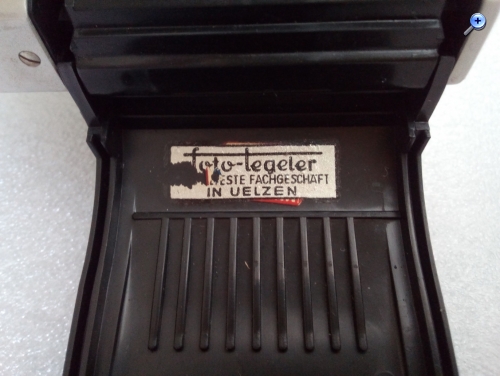 foto-tegeler
FACHGESCHÄFT
IN UELZEN